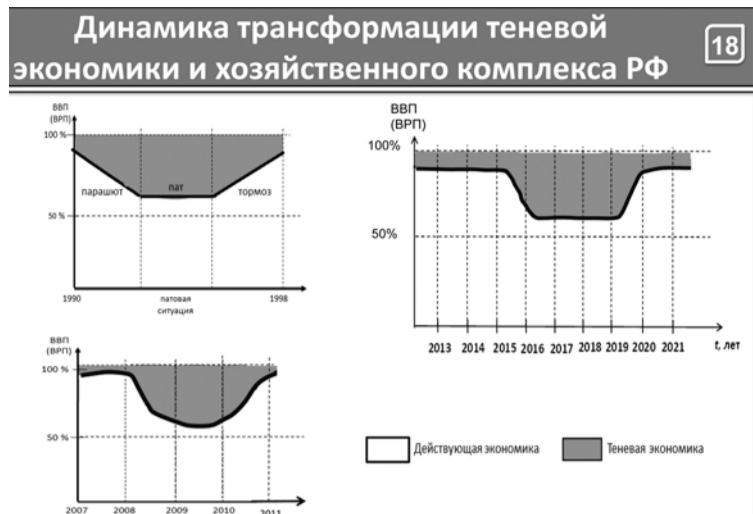 Динамика трансформации теневой
экономики и хозяйственного комплекса РФ
18
ВВП
(ВРП)
100 %
парашют
пат
тормоз
50 %
1990
патовая
ситуация
1998
ВВП
(ВРП)
100%
50%
2013 2014 2015 2016 2017 2018 2019 2020 2021
t, лет
ВВП
(ВРП)
100 %
50 %
2007 2008 2009 2010 2011
Действующая экономика
Теневая экономика